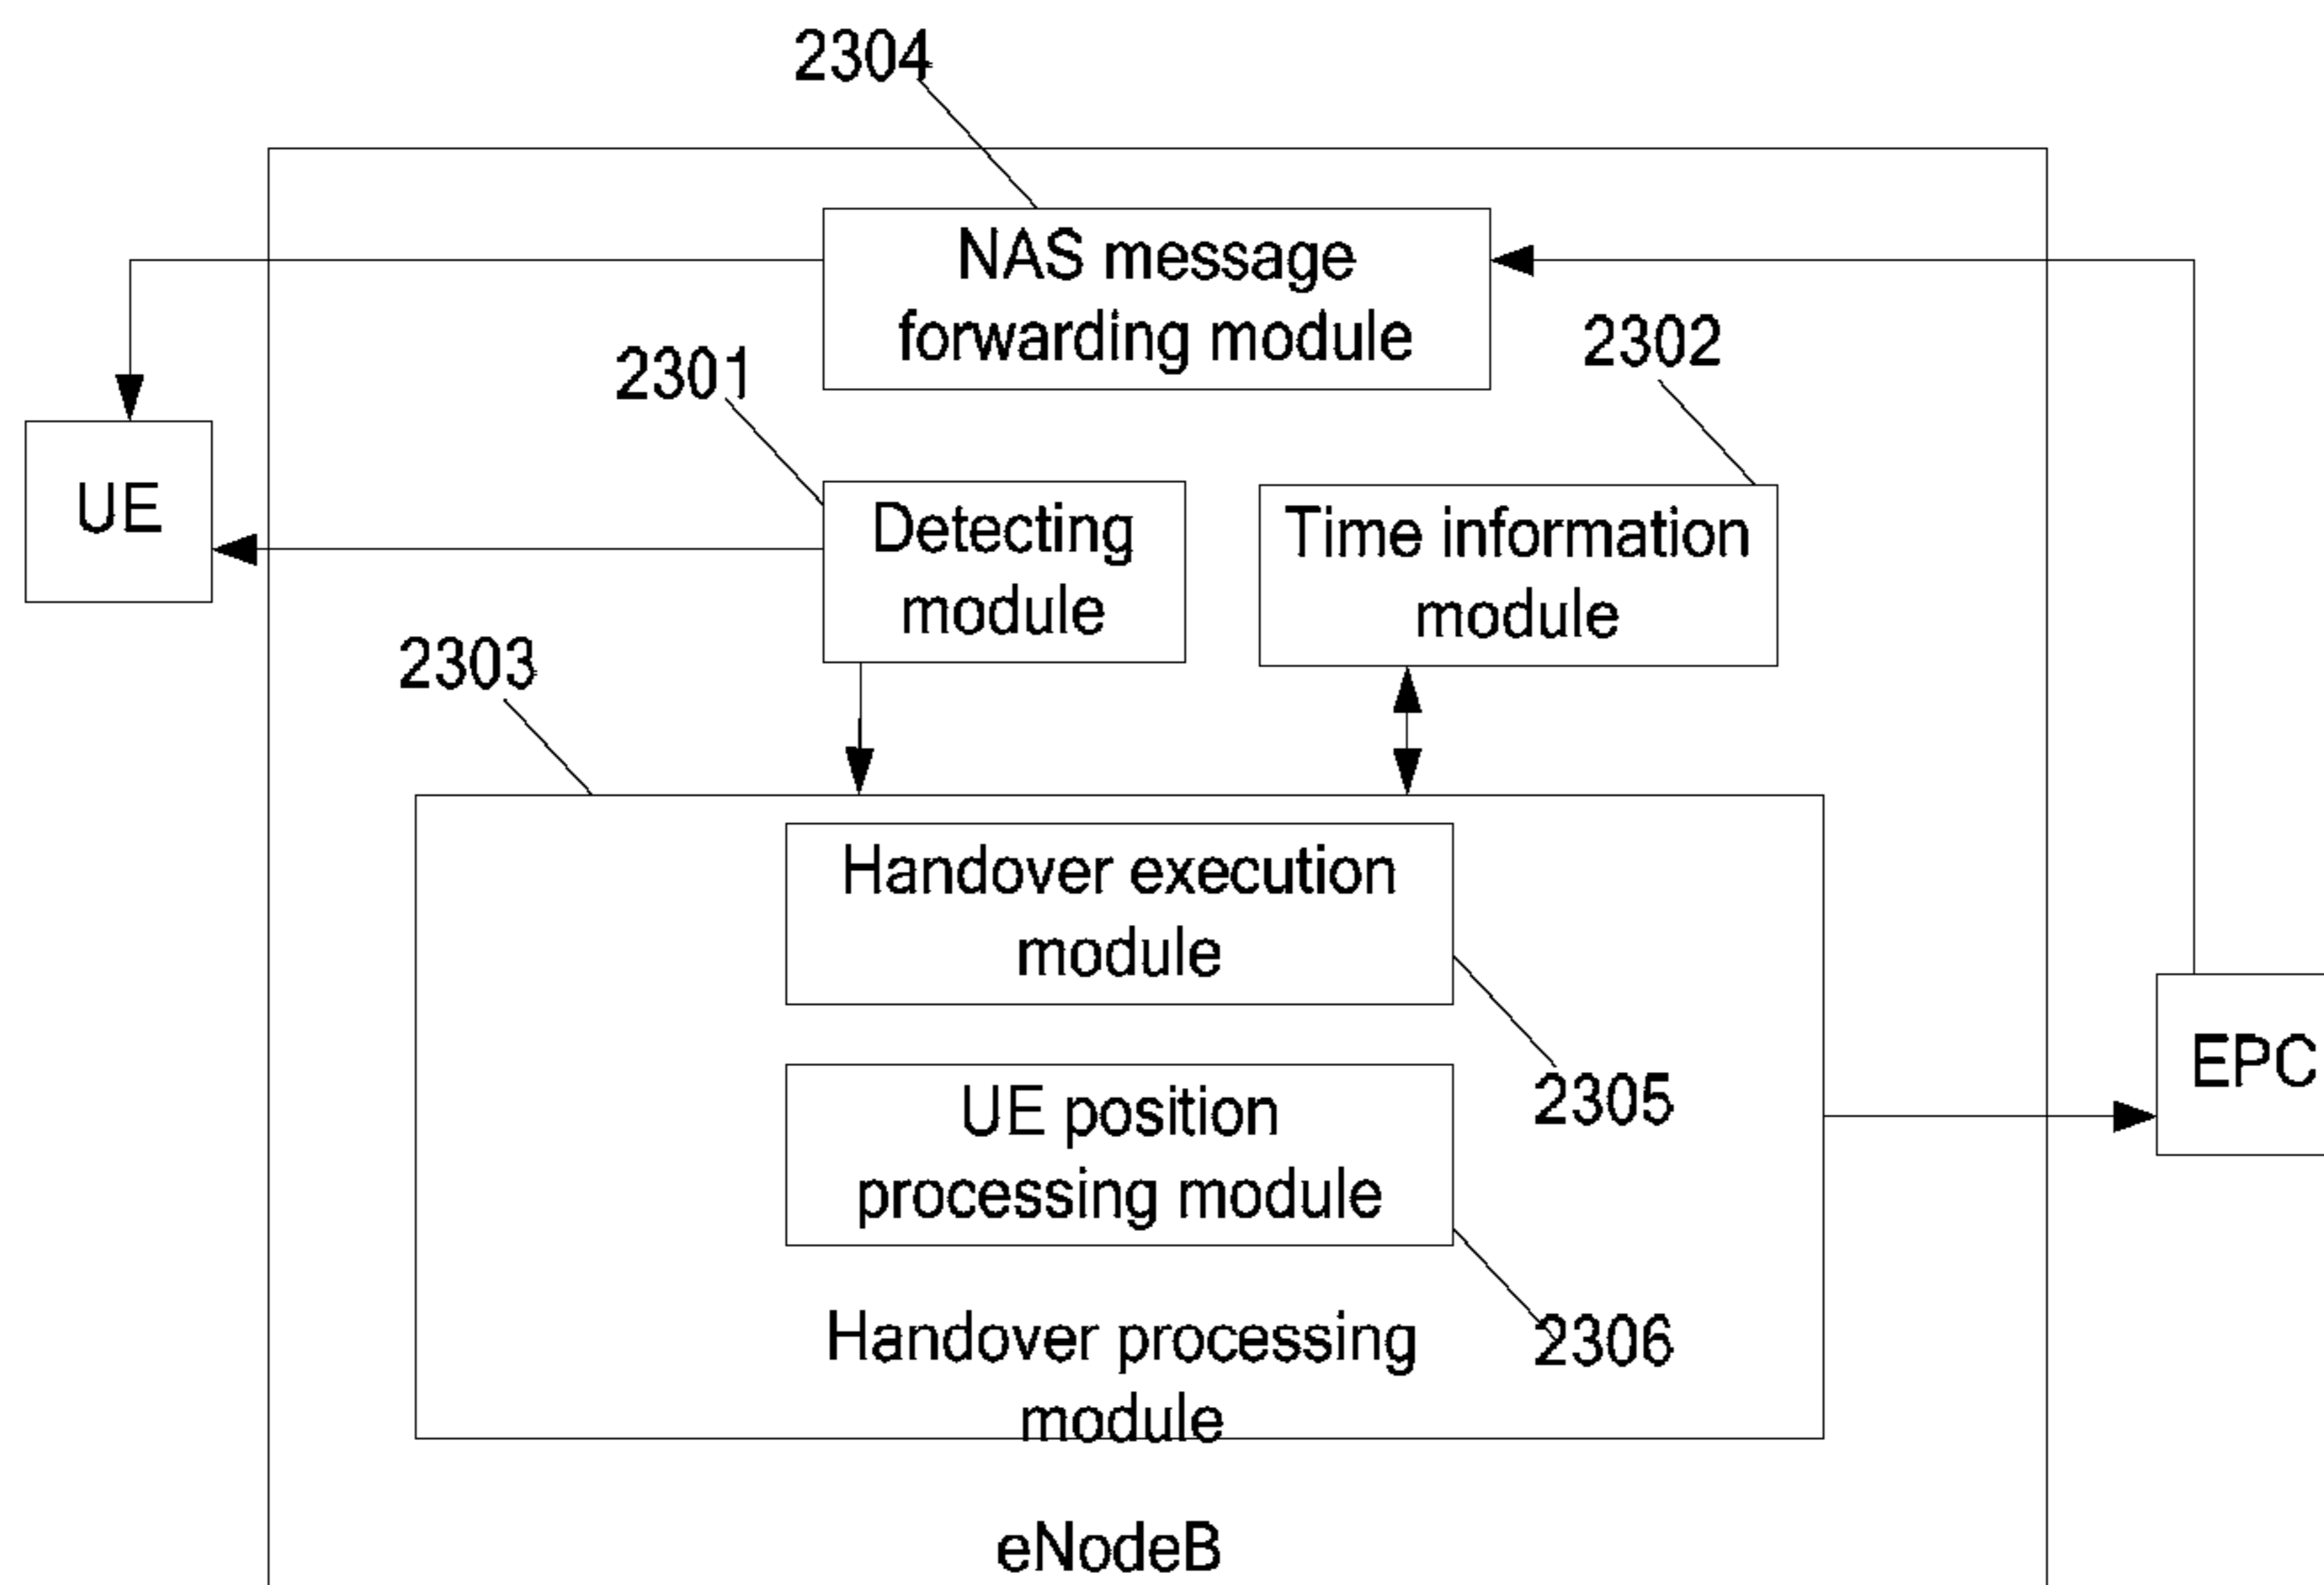 2304
NAS message
forwarding module
2302
2301
UE
Detecting
module
Time information
module
2303
Handover execution
module
2305
EPC
UE position
processing module
2306
Handover processing
module
eNodeB